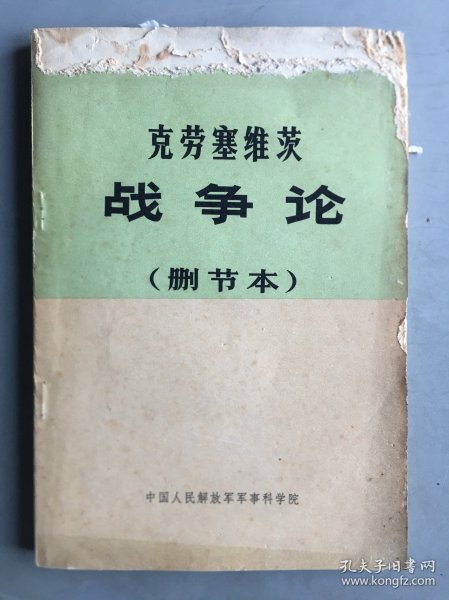 克劳塞维茨
战争论
（删节本）
中国人民解放军军事科学院
孔夫子旧书网
www.kongfz.com